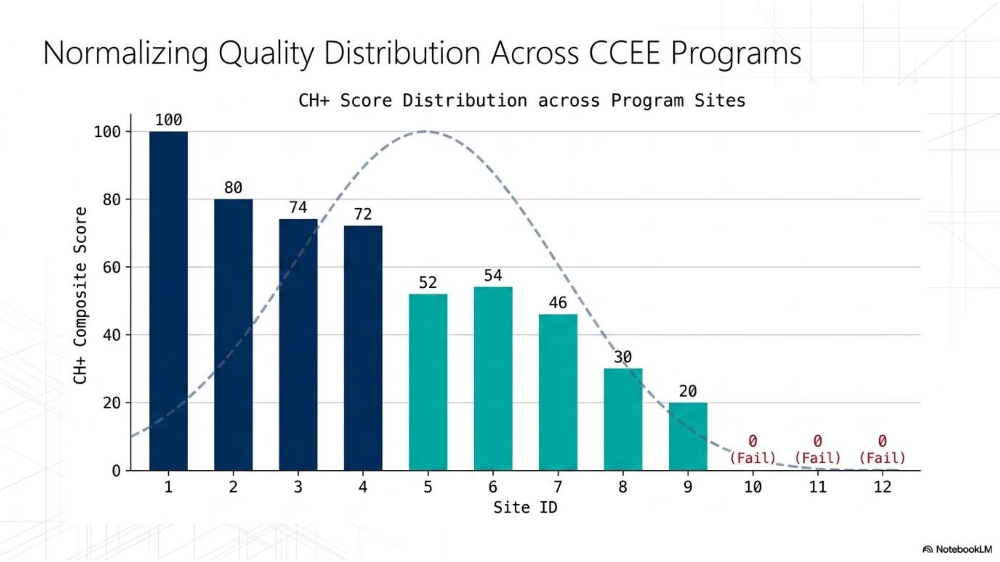 Normalizing Quality Distribution Across CCEE Programs
CH+ Score Distribution across Program Sites
CH+ Composite Score
100
80
60
40
20
0
100
80
74
72
52
54
46
30
20
0
(Fail)
0
(Fail)
0
(Fail)
1 2 3 4 5 6 7 8 9 10 11 12
Site ID
NotebookLM